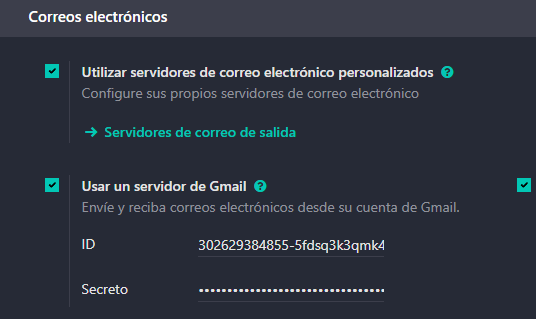 Correos electrónicos
Utilizar servidores de correo electrónico personalizados ?
Configure sus propios servidores de correo electrónico
→ Servidores de correo de salida
Usar un servidor de Gmail ?
Envíe y reciba correos electrónicos desde su cuenta de Gmail.
ID 302629384855-5fdsq3k3qmk4
Secreto ••••••••••••••••••••••••••••••••